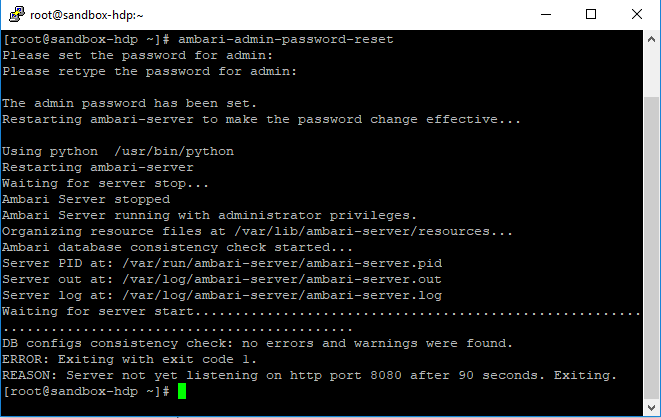 root@sandbox-hdp:~
[root@sandbox-hdp ~]# ambari-admin-password-reset
Please set the password for admin:
Please retype the password for admin:
The admin password has been set.
Restarting ambari-server to make the password change effective...
Using python  /usr/bin/python
Restarting ambari-server
Waiting for server stop...
Ambari Server stopped
Ambari Server running with administrator privileges.
Organizing resource files at /var/lib/ambari-server/resources...
Ambari database consistency check started...
Server PID at: /var/run/ambari-server/ambari-server.pid
Server out at: /var/log/ambari-server/ambari-server.out
Server log at: /var/log/ambari-server/ambari-server.log
Waiting for server start........................................................
............................................
DB configs consistency check: no errors and warnings were found.
ERROR: Exiting with exit code 1.
REASON: Server not yet listening on http port 8080 after 90 seconds. Exiting.
[root@sandbox-hdp ~]#